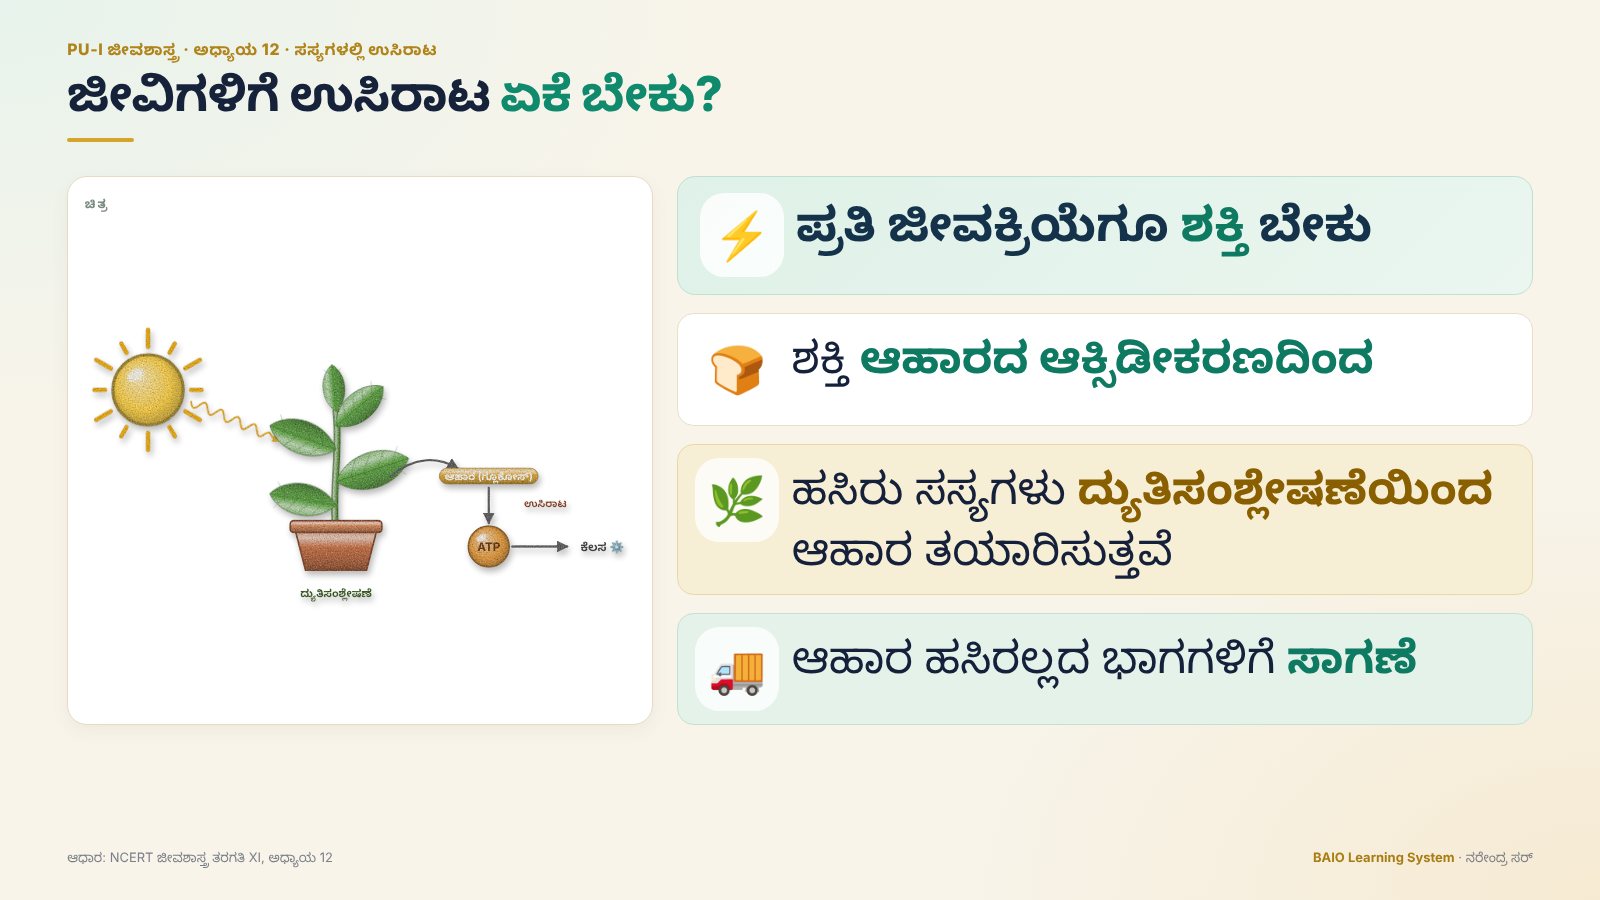 PU-I ಜೀವಶಾಸ್ತ್ರ · ಅಧ್ಯಾಯ 12 · ಸಸ್ಯಗಳಲ್ಲಿ ಉಸಿರಾಟ
ಜೀವಿಗಳಿಗೆ ಉಸಿರಾಟ ಏಕೆ ಬೇಕು?
ಚಿತ್ರ
ಆಹಾರ (ಗ್ಲೂಕೋಸ್)
ಉಸಿರಾಟ
ATP
ಕೆಲಸ
ದ್ಯುತಿಸಂಶ್ಲೇಷಣೆ
ಪ್ರತಿ ಜೀವಕ್ರಿಯೆಗೂ ಶಕ್ತಿ ಬೇಕು
ಶಕ್ತಿ ಆಹಾರದ ಆಕ್ಸಿಡೀಕರಣದಿಂದ
ಹಸಿರು ಸಸ್ಯಗಳು ದ್ಯುತಿಸಂಶ್ಲೇಷಣೆಯಿಂದ
ಆಹಾರ ತಯಾರಿಸುತ್ತವೆ
ಆಹಾರ ಹಸಿರಲ್ಲದ ಭಾಗಗಳಿಗೆ ಸಾಗಣೆ
ಆಧಾರ: NCERT ಜೀವಶಾಸ್ತ್ರ ತರಗತಿ XI, ಅಧ್ಯಾಯ 12
BAIO Learning System · ನರೇಂದ್ರ ಸರ್